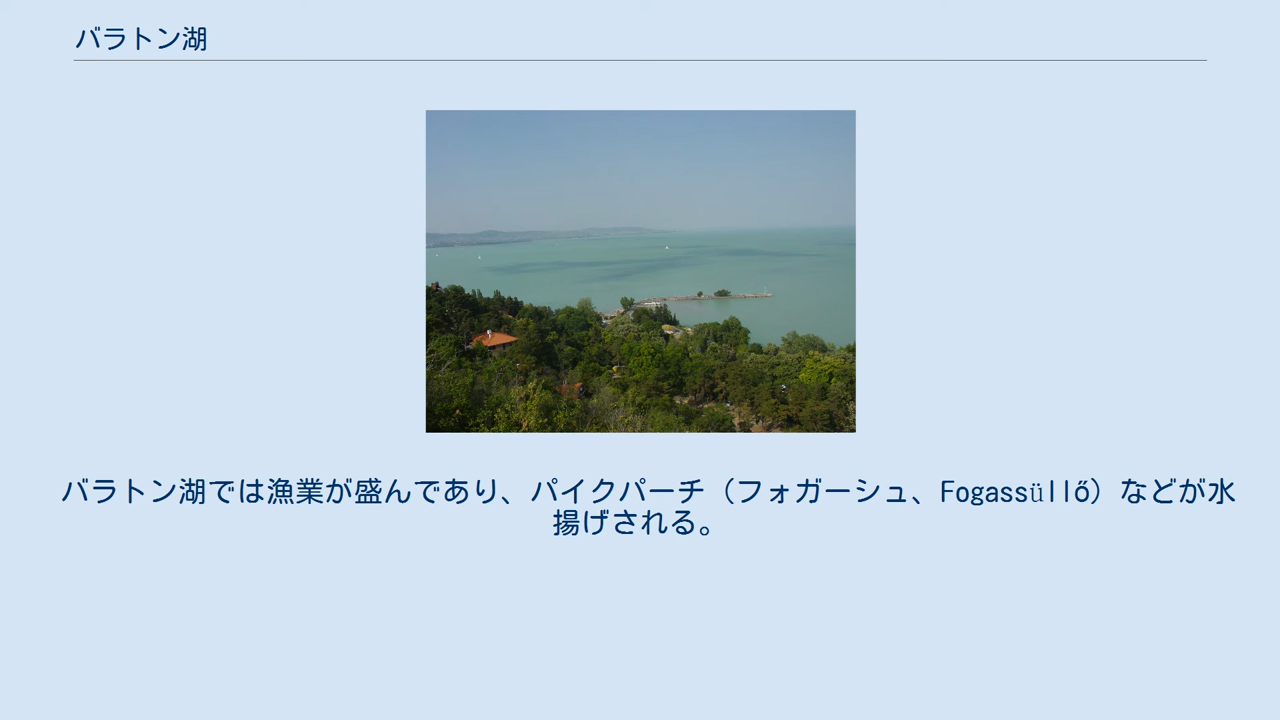 バラトン湖
バラトン湖では漁業が盛んであり、パイクパーチ（フォガーシュ、Fogassüllő）などが水
揚げされる。